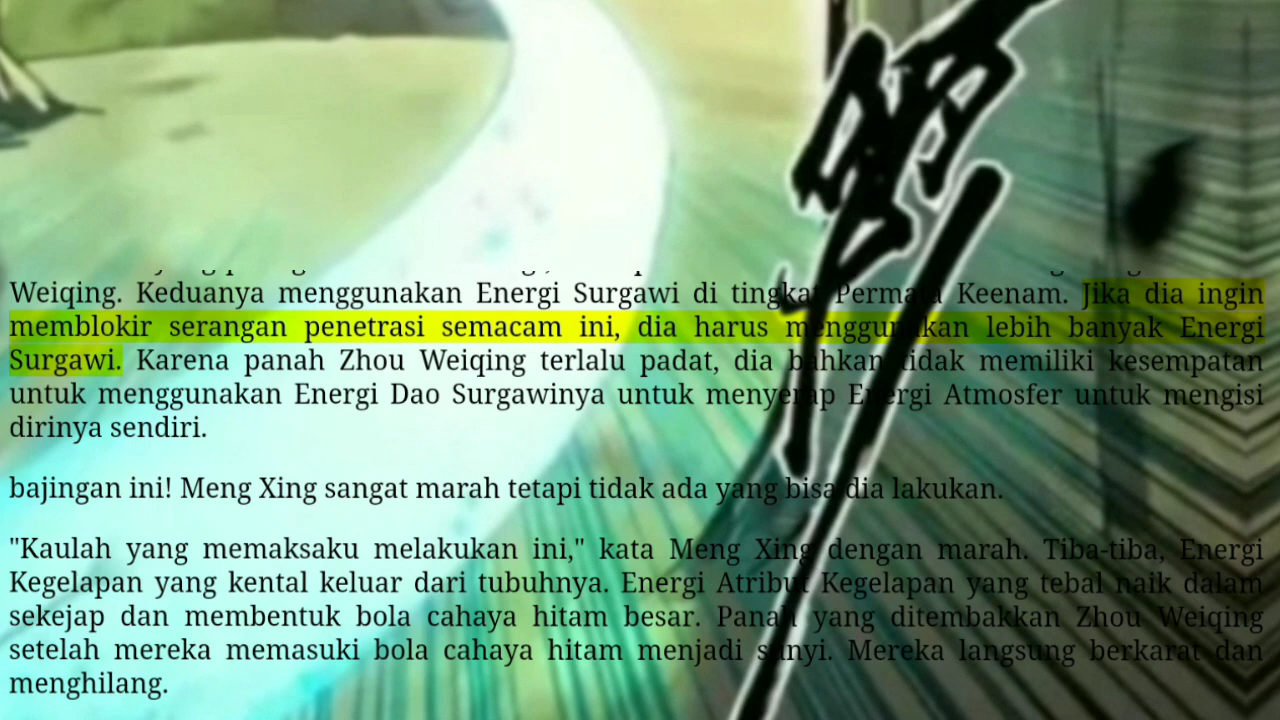 Weiqing. Keduanya menggunakan Energi Surgawi di tingkat Permata Keenam. Jika dia ingin
memblokir serangan penetrasi semacam ini, dia harus menggunakan lebih banyak Energi
Surgawi. Karena panah Zhou Weiqing terlalu padat, dia bahkan tidak memiliki kesempatan
untuk menggunakan Energi Dao Surgawinya untuk menyerap Energi Atmosfer untuk mengisi
dirinya sendiri.
bajingan ini! Meng Xing sangat marah tetapi tidak ada yang bisa dia lakukan.
"Kaulah yang memaksaku melakukan ini," kata Meng Xing dengan marah. Tiba-tiba, Energi
Kegelapan yang kental keluar dari tubuhnya. Energi Atribut Kegelapan yang tebal naik dalam
sekejap dan membentuk bola cahaya hitam besar. Panah yang ditembakkan Zhou Weiqing
setelah mereka memasuki bola cahaya hitam menjadi sunyi. Mereka langsung berkarat dan
menghilang.